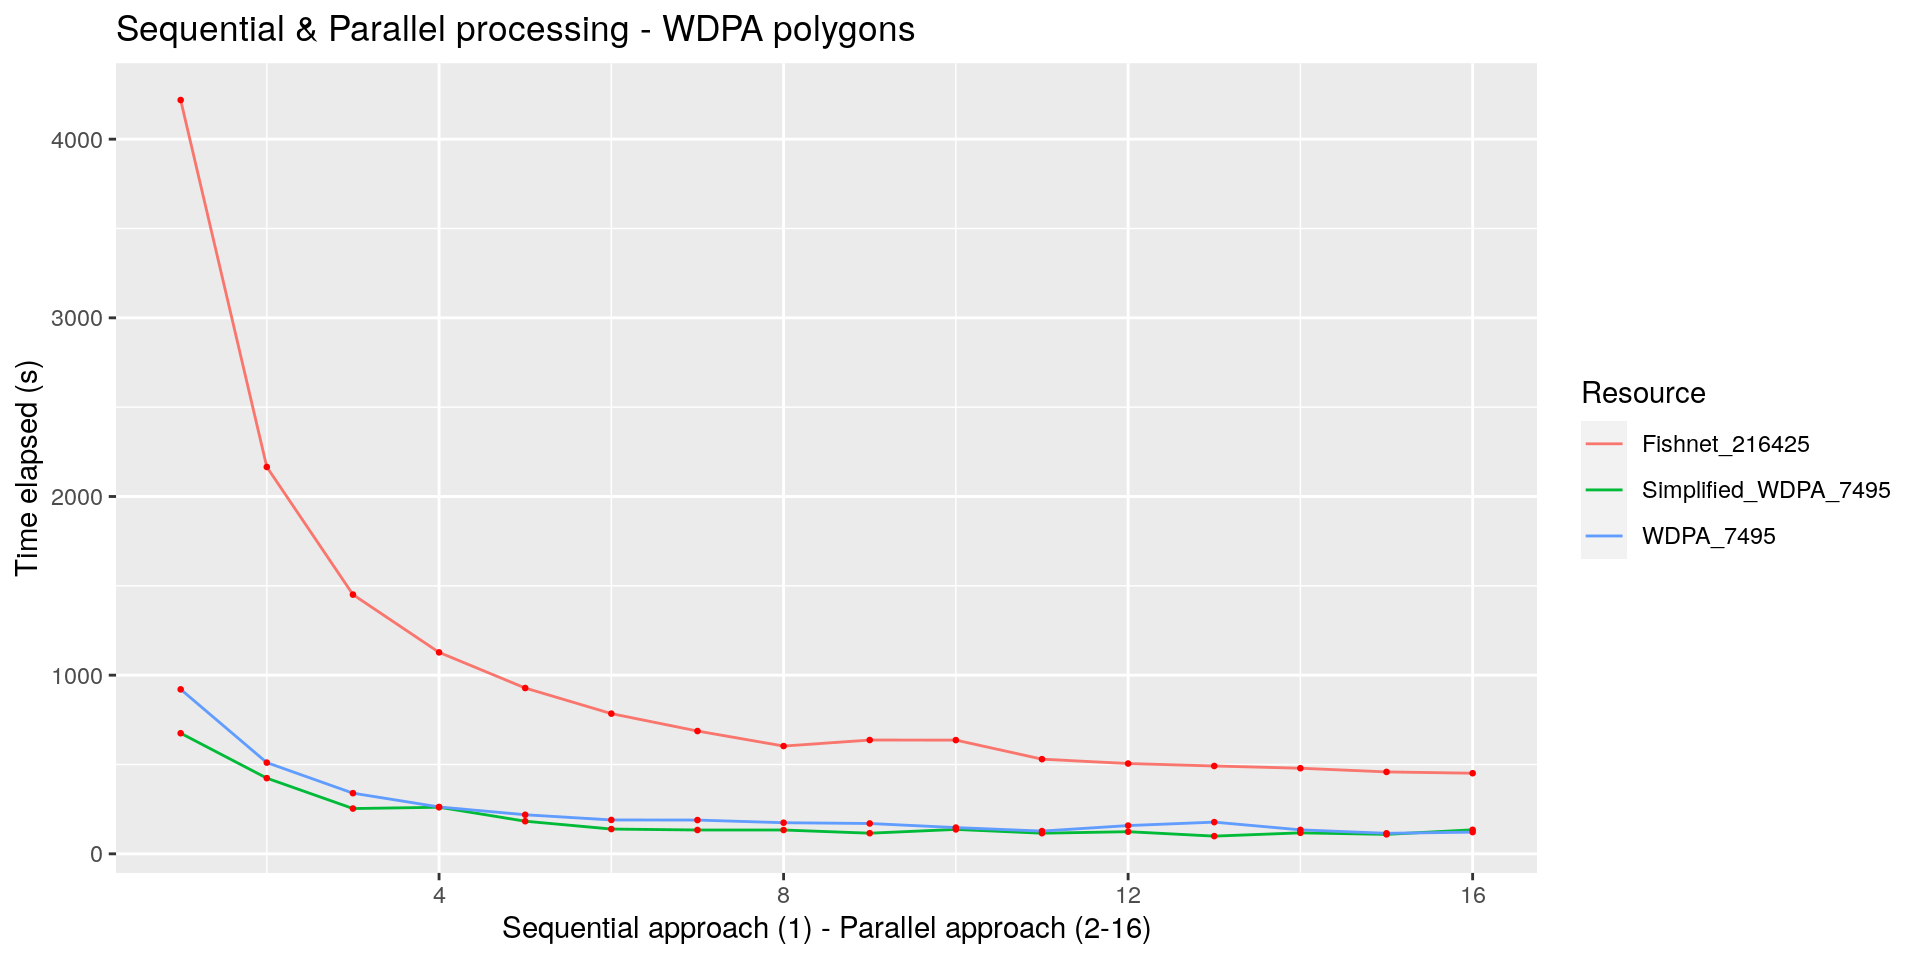 Sequential & Parallel processing - WDPA polygons
Time elapsed (s)
4000
3000
2000
1000
0
4 8 12 16
Sequential approach (1) - Parallel approach (2-16)
Resource
Fishnet_216425
Simplified_WDPA_7495
WDPA_7495